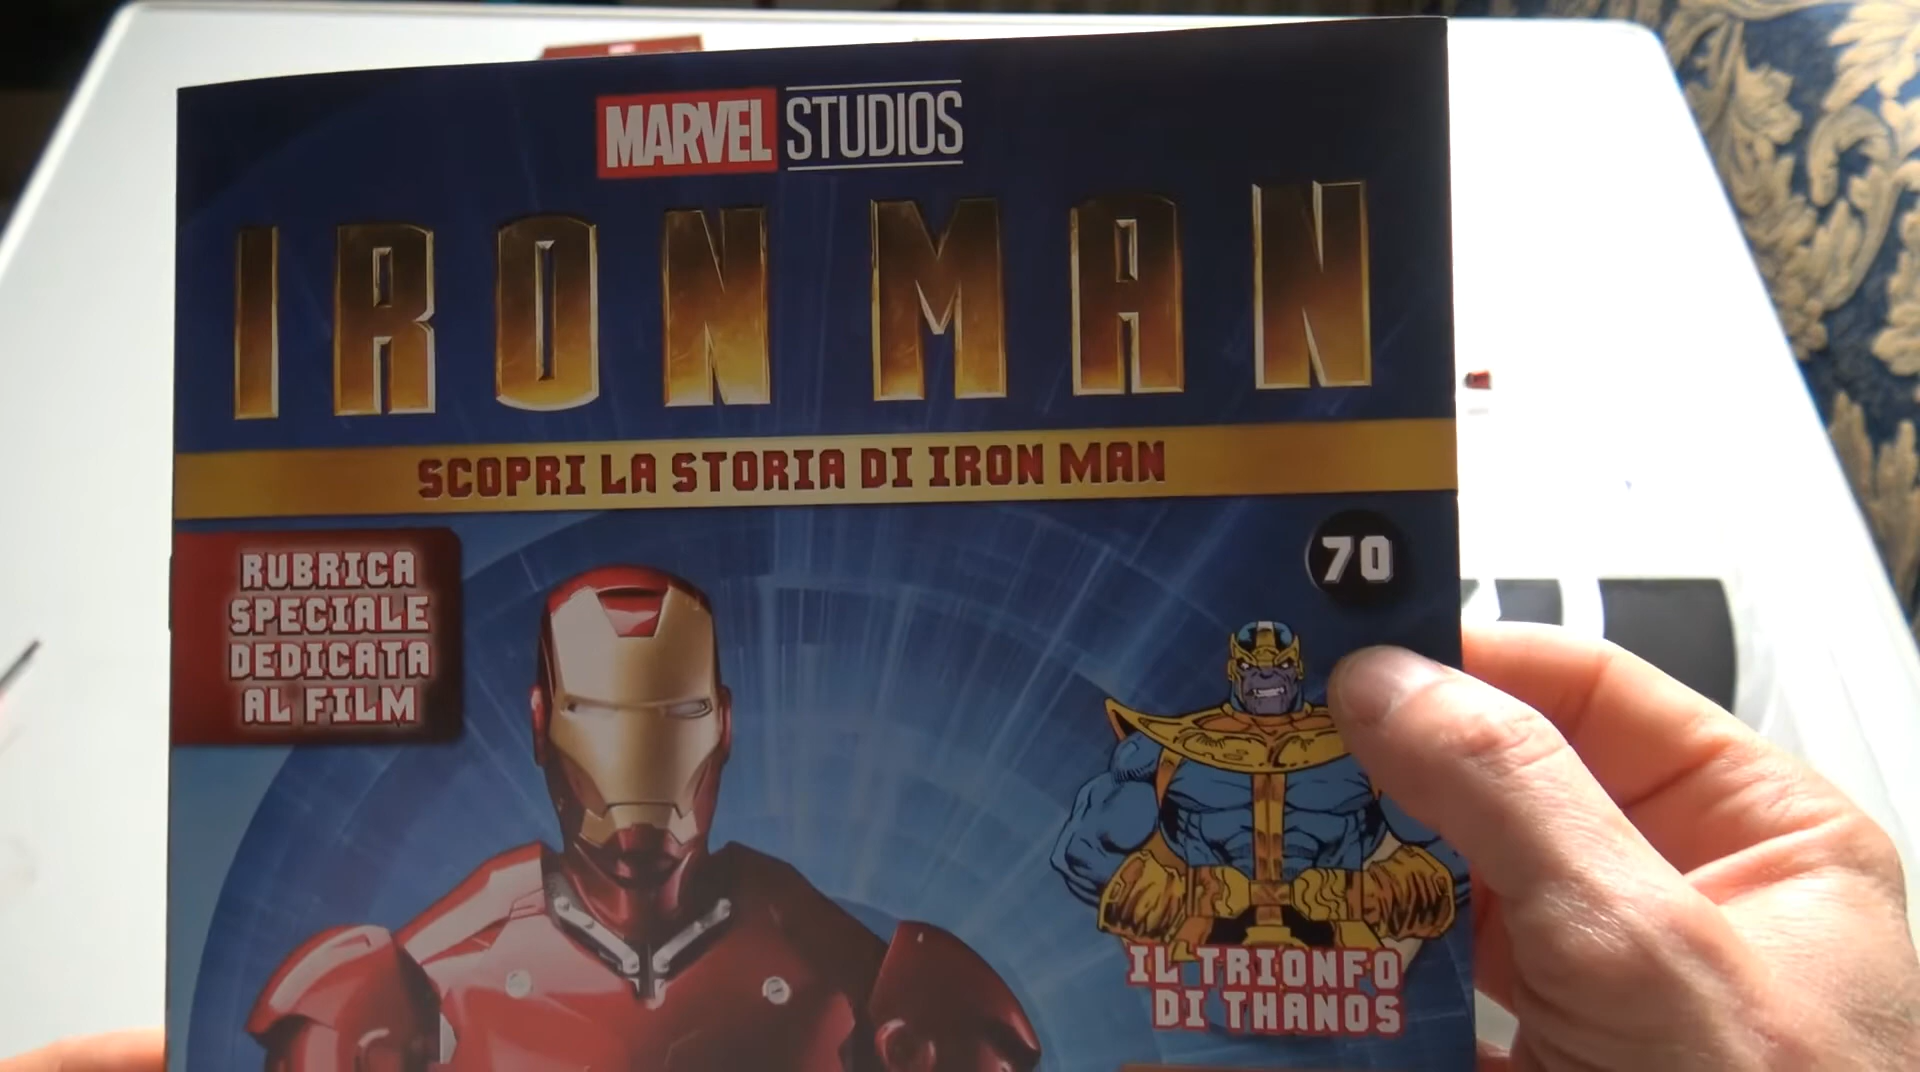 MARVEL STUDIOS
IRON MAN
SCOPRI LA STORIA DI IRON MAN
RUBRICA
SPECIALE
DEDICATA
AL FILM
70
IL TRIONFO
DI THANOS